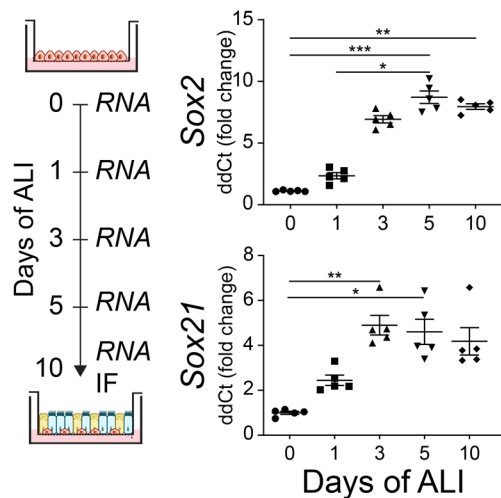 0 RNA
1 RNA
3 RNA
5 RNA
RNA
10 IF
Days of ALI
Sox2
ddCt (fold change)
15
10
5
0
**
***
*
0 1 3 5 10
Sox21
ddCt (fold change)
8
6
4
2
0
**
*
0 1 3 5 10
Days of ALI